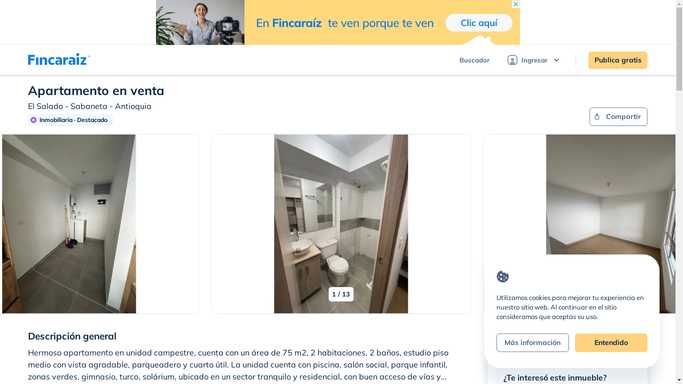 En Fincaraíz te ven porque te ven
Clic aquí
Fincaraiz
Buscador
Ingresar
Publica gratis
Apartamento en venta
El Salado - Sabaneta - Antioquia
Inmobiliaria · Destacado
Compartir
1 / 13
Utilizamos cookies para mejorar tu experiencia en
nuestro sitio web. Al continuar en el sitio
consideramos que aceptas su uso.
Más información
Entendido
Descripción general
Hermoso apartamento en unidad campestre, cuenta con un área de 75 m2, 2 habitaciones, 2 baños, estudio piso
medio con vista agradable, parqueadero y cuarto útil. La unidad cuenta con piscina, salón social, parque infantil,
zonas verdes, gimnasio, turco, solárium, ubicado en un sector tranquilo y residencial, con buen acceso de vías y...
¿Te interesó este inmueble?